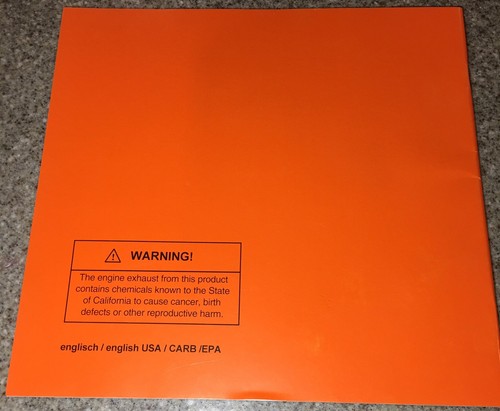 WARNING!
The engine exhaust from this product
contains chemicals known to the State
of California to cause cancer, birth
defects or other reproductive harm.
englisch / english USA / CARB /EPA